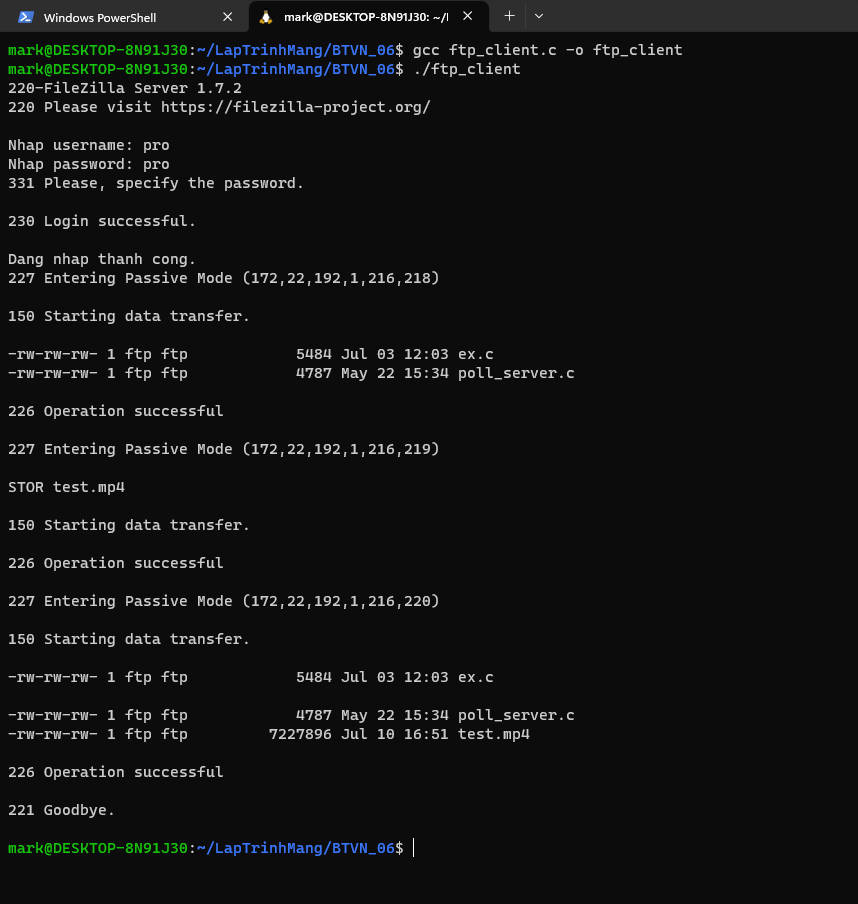 Windows PowerShell
mark@DESKTOP-8N91J30: ~/l
mark@DESKTOP-8N91J30:~/LapTrinhMang/BTVN_06$ gcc ftp_client.c -o ftp_client
mark@DESKTOP-8N91J30:~/LapTrinhMang/BTVN_06$ ./ftp_client
220-FileZilla Server 1.7.2
220 Please visit https://filezilla-project.org/
Nhap username: pro
Nhap password: pro
331 Please, specify the password.
230 Login successful.
Dang nhap thanh cong.
227 Entering Passive Mode (172,22,192,1,216,218)
150 Starting data transfer.
-rw-rw-rw- 1 ftp ftp            5484 Jul 03 12:03 ex.c
-rw-rw-rw- 1 ftp ftp            4787 May 22 15:34 poll_server.c
226 Operation successful
227 Entering Passive Mode (172,22,192,1,216,219)
STOR test.mp4
150 Starting data transfer.
226 Operation successful
227 Entering Passive Mode (172,22,192,1,216,220)
150 Starting data transfer.
-rw-rw-rw- 1 ftp ftp            5484 Jul 03 12:03 ex.c
-rw-rw-rw- 1 ftp ftp            4787 May 22 15:34 poll_server.c
-rw-rw-rw- 1 ftp ftp         7227896 Jul 10 16:51 test.mp4
226 Operation successful
221 Goodbye.
mark@DESKTOP-8N91J30:~/LapTrinhMang/BTVN_06$